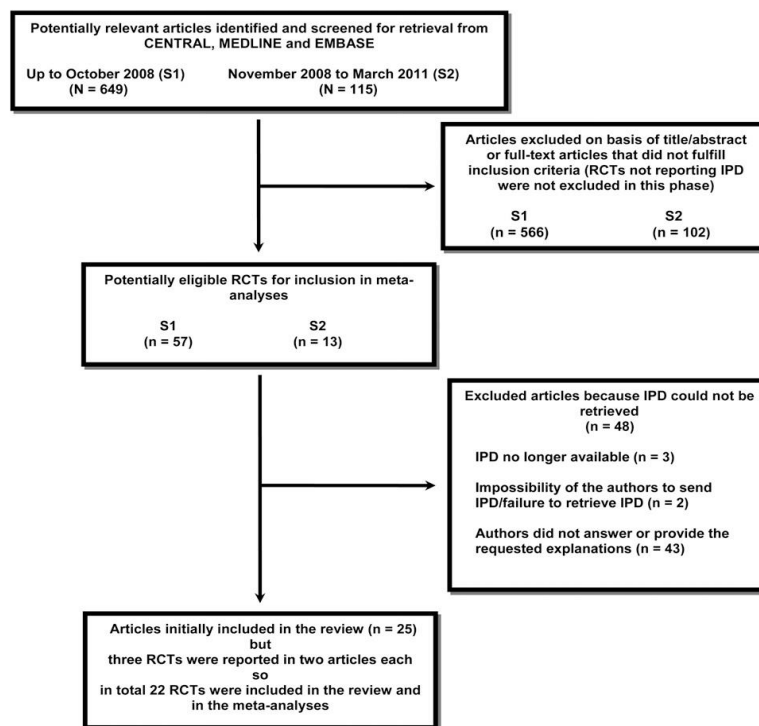 Potentially relevant articles identified and screened for retrieval from
CENTRAL, MEDLINE and EMBASE
Up to October 2008 (S1) November 2008 to March 2011 (S2)
(N = 649) (N = 115)
Articles excluded on basis of title/abstract
or full-text articles that did not fulfill
inclusion criteria (RCTs not reporting IPD
were not excluded in this phase)
S1 S2
(n = 566) (n = 102)
Potentially eligible RCTs for inclusion in meta-
analyses
S1 S2
(n = 57) (n = 13)
Excluded articles because IPD could not be
retrieved
(n = 48)
IPD no longer available (n = 3)
Impossibility of the authors to send
IPD/failure to retrieve IPD (n = 2)
Authors did not answer or provide the
requested explanations (n = 43)
Articles initially included in the review (n = 25)
but
three RCTs were reported in two articles each
so
in total 22 RCTs were included in the review and
in the meta-analyses